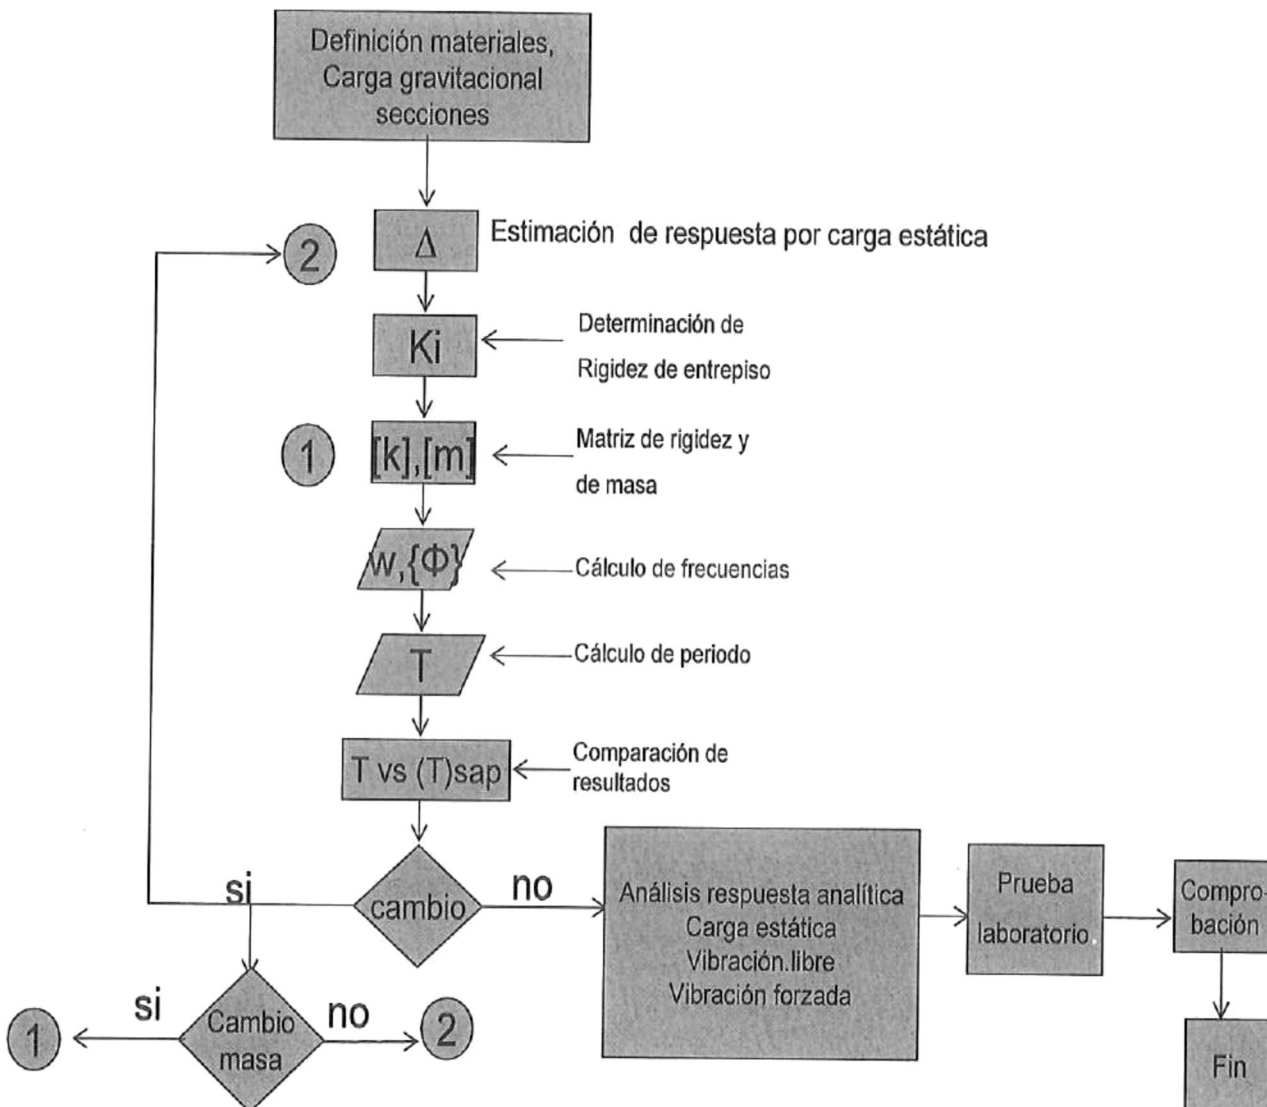 Definición materiales,
Carga gravitacional
secciones
2
Δ
Estimación de respuesta por carga estática
Ki
Determinación de
Rigidez de entrepiso
1
[k],[m]
Matriz de rigidez y
de masa
w,{Φ}
Cálculo de frecuencias
T
Cálculo de periodo
T vs (T)sap
Comparación de
resultados
si
cambio
no
Análisis respuesta analítica
Carga estática
Vibración.libre
Vibración forzada
Prueba
laboratorio.
Compro-
bación
1
si
Cambio
masa
no
2
Fin